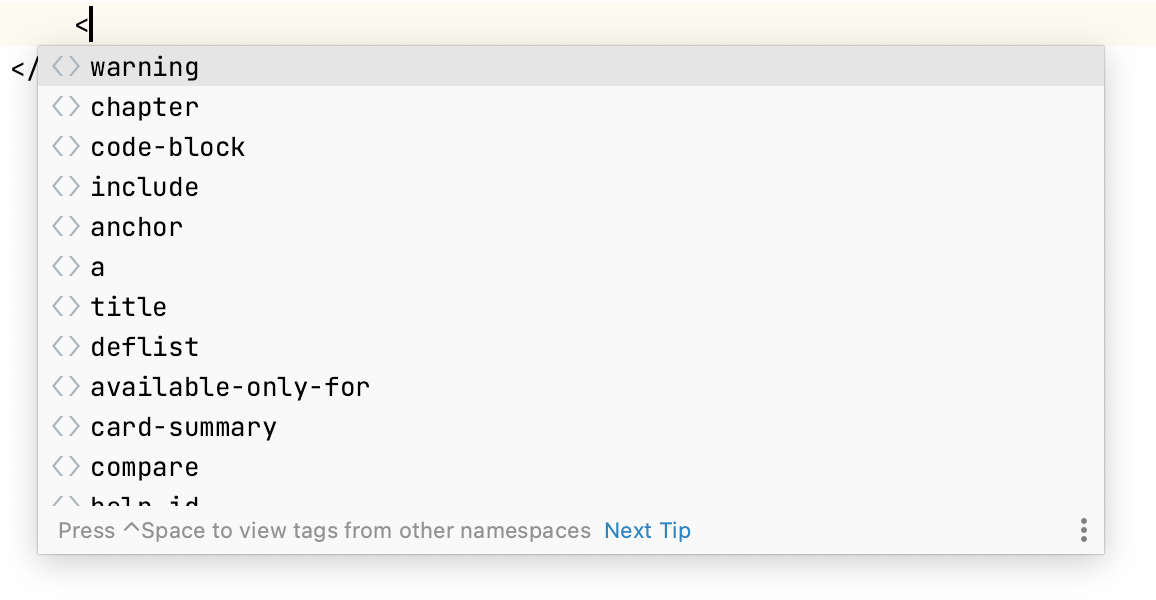 <
</
warning
chapter
code-block
include
anchor
a
title
deflist
available-only-for
card-summary
compare
Press ^Space to view tags from other namespaces Next Tip